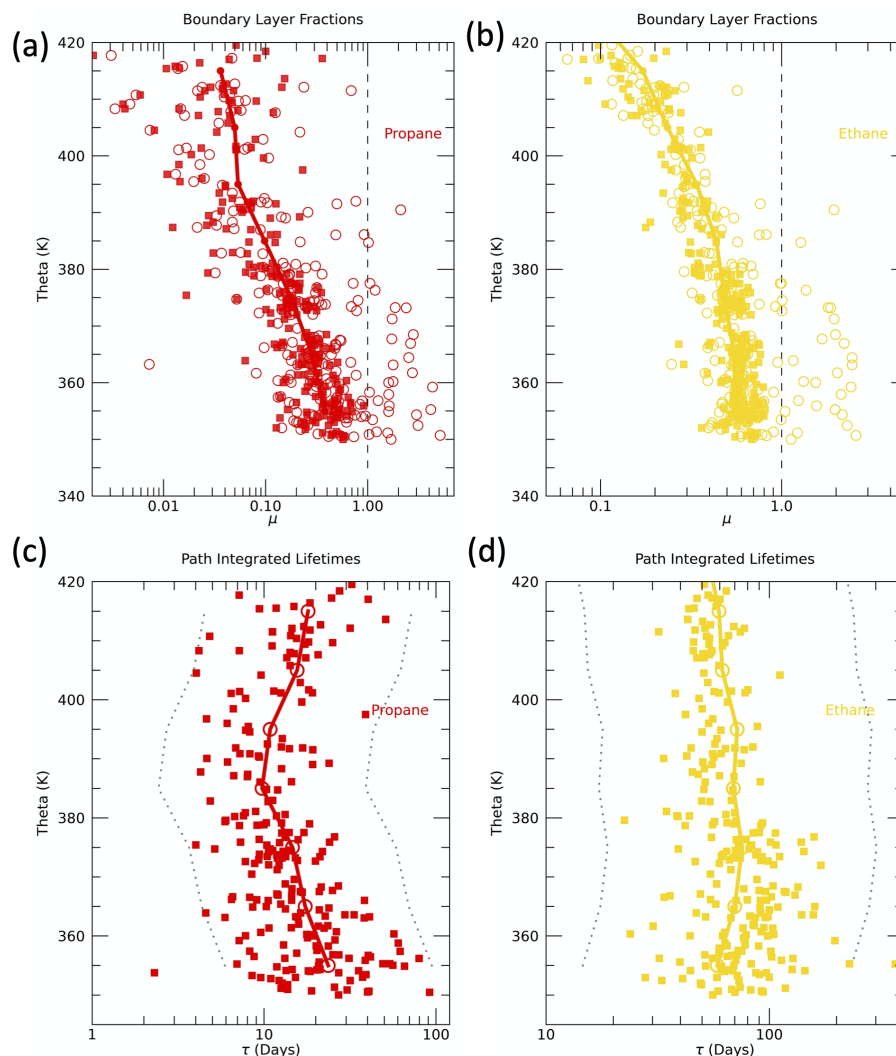 (a)
Boundary Layer Fractions
420
400
380
360
340
Theta (K)
Propane
0.01
0.10
1.00
μ
(b)
Boundary Layer Fractions
420
400
380
360
340
Theta (K)
Ethane
0.1
1.0
μ
(c)
Path Integrated Lifetimes
420
400
380
360
Theta (K)
Propane
1
10
100
τ (Days)
(d)
Path Integrated Lifetimes
420
400
380
360
Theta (K)
Ethane
10
100
τ (Days)